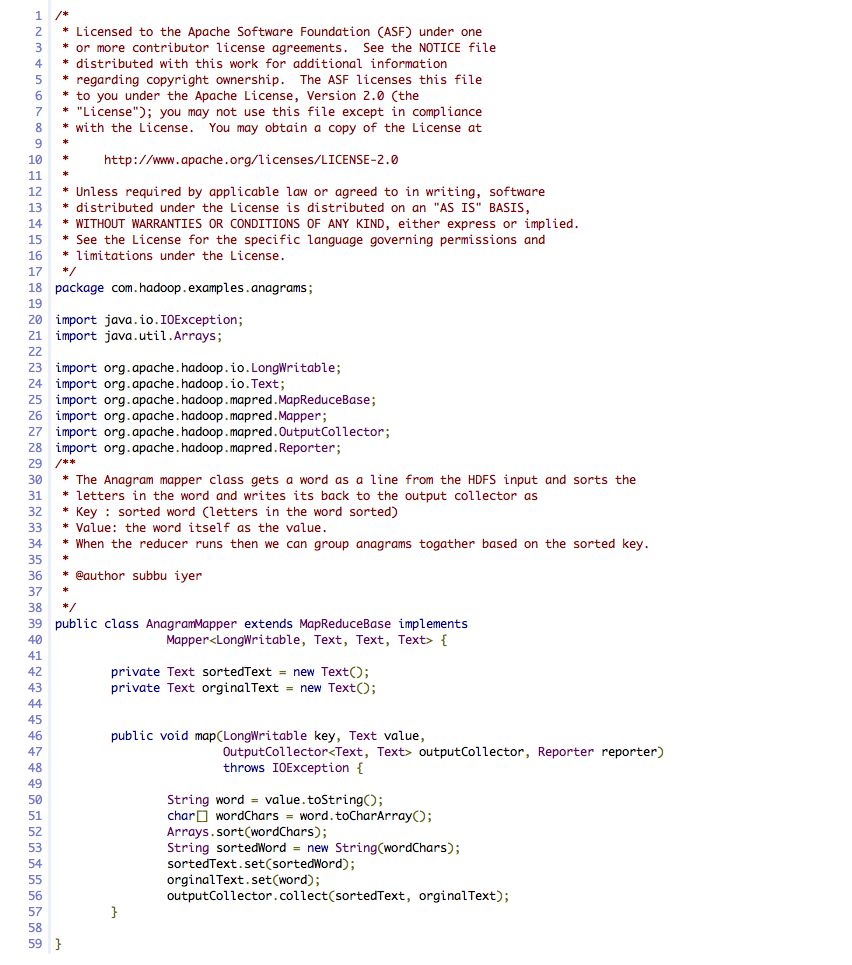 1 /*
2  * Licensed to the Apache Software Foundation (ASF) under one
3  * or more contributor license agreements.  See the NOTICE file
4  * distributed with this work for additional information
5  * regarding copyright ownership.  The ASF licenses this file
6  * to you under the Apache License, Version 2.0 (the
7  * "License"); you may not use this file except in compliance
8  * with the License.  You may obtain a copy of the License at
9  *
10  *     http://www.apache.org/licenses/LICENSE-2.0
11  *
12  * Unless required by applicable law or agreed to in writing, software
13  * distributed under the License is distributed on an "AS IS" BASIS,
14  * WITHOUT WARRANTIES OR CONDITIONS OF ANY KIND, either express or implied.
15  * See the License for the specific language governing permissions and
16  * limitations under the License.
17  */
18 package com.hadoop.examples.anagrams;
19
20 import java.io.IOException;
21 import java.util.Arrays;
22
23 import org.apache.hadoop.io.LongWritable;
24 import org.apache.hadoop.io.Text;
25 import org.apache.hadoop.mapred.MapReduceBase;
26 import org.apache.hadoop.mapred.Mapper;
27 import org.apache.hadoop.mapred.OutputCollector;
28 import org.apache.hadoop.mapred.Reporter;
29 /**
30  * The Anagram mapper class gets a word as a line from the HDFS input and sorts the
31  * letters in the word and writes its back to the output collector as
32  * Key : sorted word (letters in the word sorted)
33  * Value: the word itself as the value.
34  * When the reducer runs then we can group anagrams togather based on the sorted key.
35  *
36  * @author subbu iyer
37  *
38  */
39 public class AnagramMapper extends MapReduceBase implements
40                 Mapper<LongWritable, Text, Text, Text> {
41
42         private Text sortedText = new Text();
43         private Text orginalText = new Text();
44
45
46         public void map(LongWritable key, Text value,
47                         OutputCollector<Text, Text> outputCollector, Reporter reporter)
48                         throws IOException {
49
50                 String word = value.toString();
51                 char[] wordChars = word.toCharArray();
52                 Arrays.sort(wordChars);
53                 String sortedWord = new String(wordChars);
54                 sortedText.set(sortedWord);
55                 orginalText.set(word);
56                 outputCollector.collect(sortedText, orginalText);
57         }
58
59 }